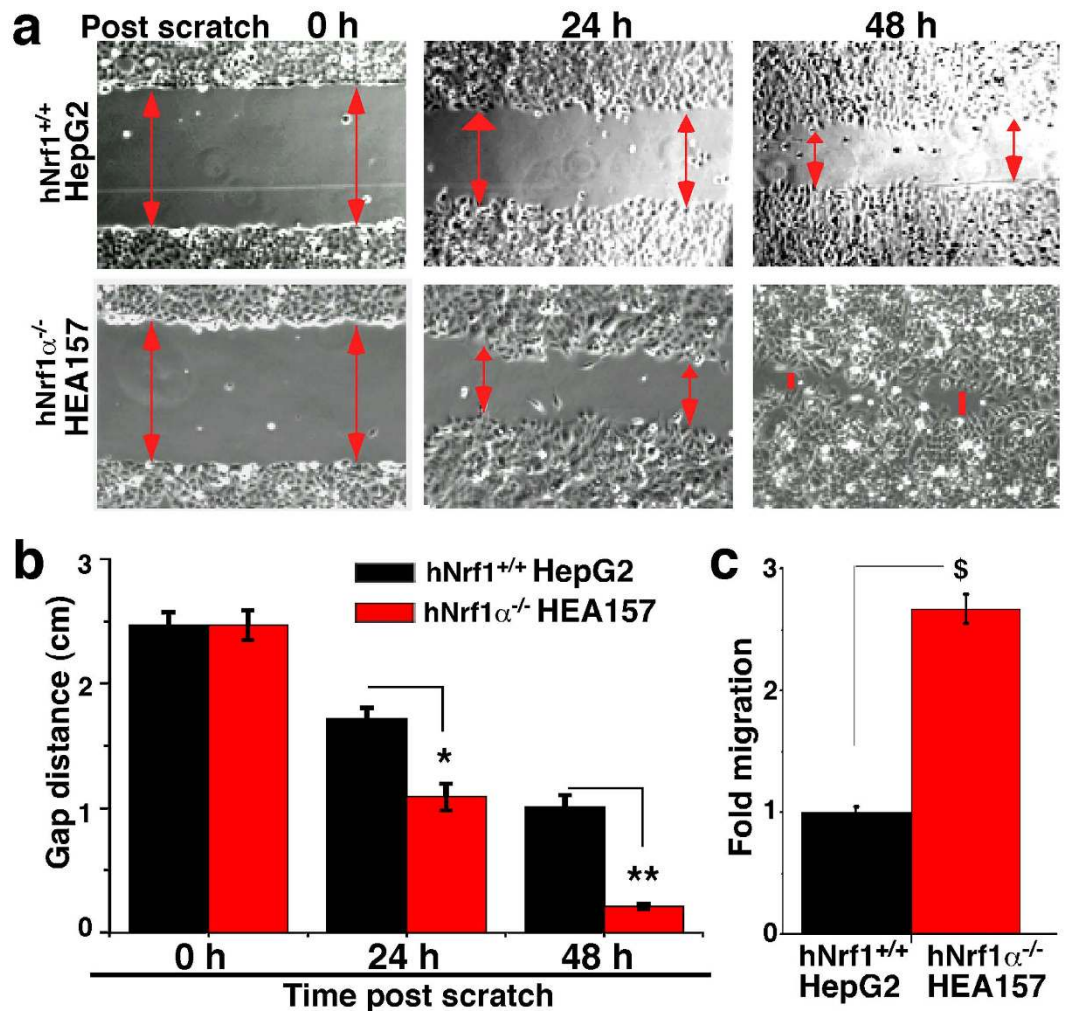 a
Post scratch 0 h 24 h 48 h
hNrf1+/+
HepG2
hNrf1α-/-
HEA157
b
3
2
1
0
Gap distance (cm)
hNrf1+/+ HepG2
hNrf1α-/- HEA157
*
**
0 h 24 h 48 h
Time post scratch
c
3
2
1
0
Fold migration
$
hNrf1+/+ hNrf1α-/-
HepG2 HEA157